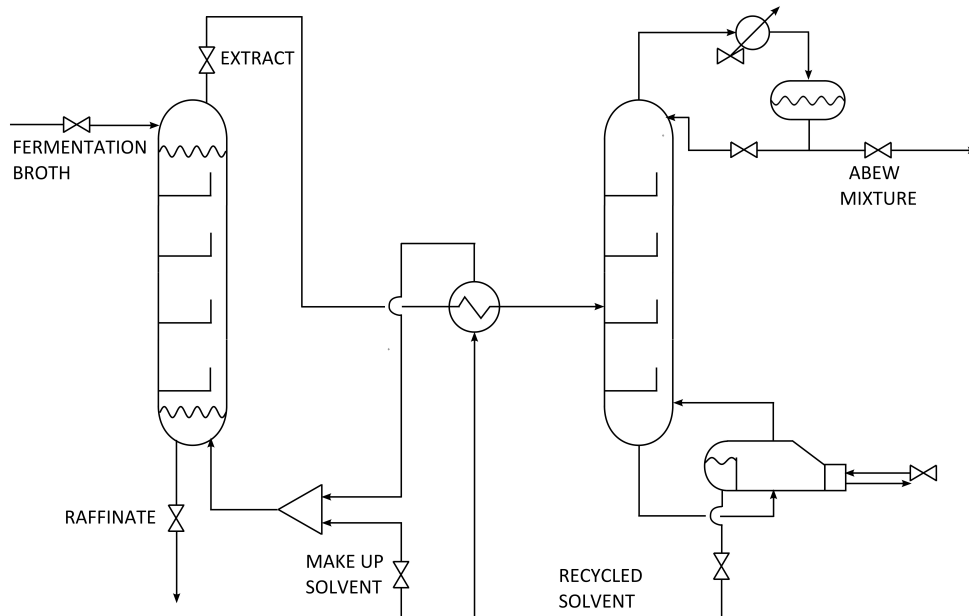 EXTRACT
FERMENTATION
BROTH
ABEW
MIXTURE
RAFFINATE
MAKE UP
SOLVENT
RECYCLED
SOLVENT